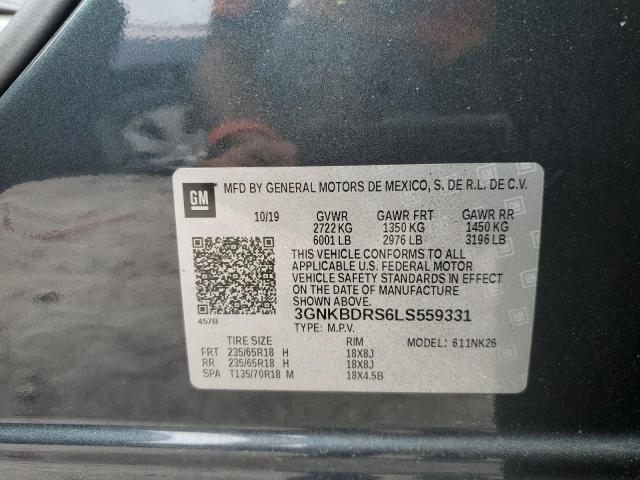 GM
MFD BY GENERAL MOTORS DE MEXICO, S. DE R.L. DE C.V.
10/19 GVWR GAWR FRT GAWR RR
2722 KG 1350 KG 1450 KG
6001 LB 2976 LB 3196 LB
THIS VEHICLE CONFORMS TO ALL
APPLICABLE U.S. FEDERAL MOTOR
VEHICLE SAFETY STANDARDS IN EFFECT
ON THE DATE OF MANUFACTURE
SHOWN ABOVE.
457B 3GNKBDRS6LS559331
TYPE: M.P.V.
TIRE SIZE RIM MODEL: 611NK26
FRT 235/65R18 H 18X8J
RR 235/65R18 H 18X8J
SPA T135/70R18 M 18X4.5B